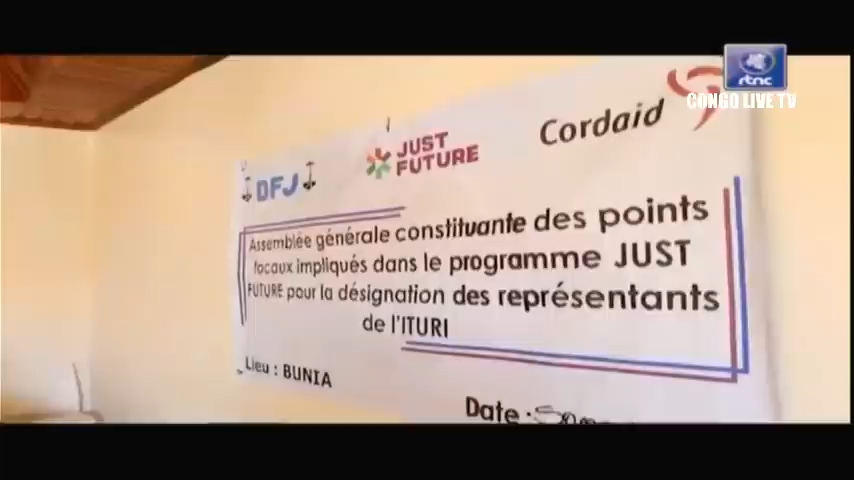 rtnc
CONGO LIVE TV
DFJ
JUST
FUTURE
Cordaid
Assemblée générale constituante des points
focaux impliqués dans le programme JUST
FUTURE pour la désignation des représentants
de l'ITURI
Lieu : BUNIA
Date :